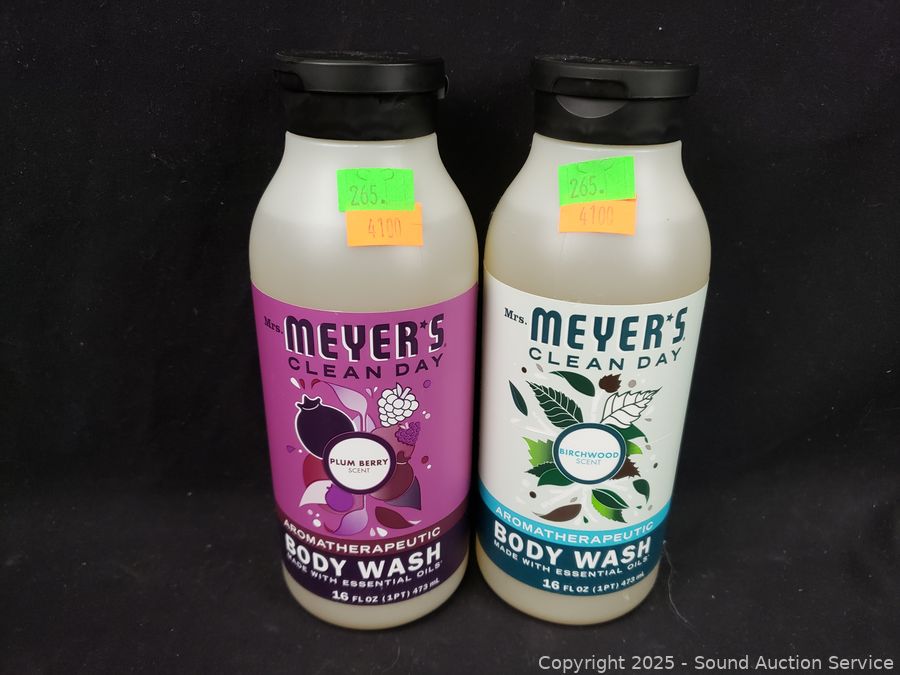 265.
4100
Mrs.
MEYER'S
CLEAN DAY
PLUM BERRY
SCENT
AROMATHERAPEUTIC
BODY WASH
MADE WITH ESSENTIAL OILS*
16 FL OZ (1PT) 473 mL
265.
4100
Mrs.
MEYER'S
CLEAN DAY
BIRCHWOOD
SCENT
AROMATHERAPEUTIC
BODY WASH
MADE WITH ESSENTIAL OILS*
16 FL OZ (1PT) 473 mL
Copyright 2025 - Sound Auction Service